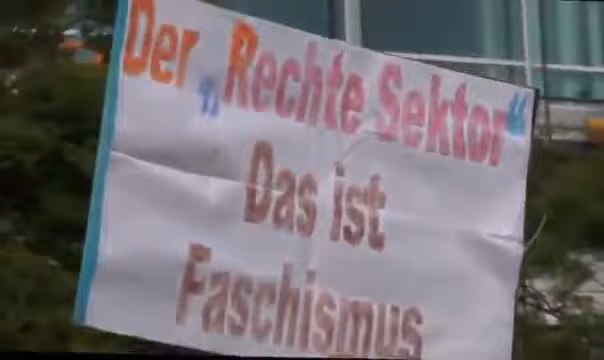 Der „Rechte Sektor“
Das ist
Faschismus